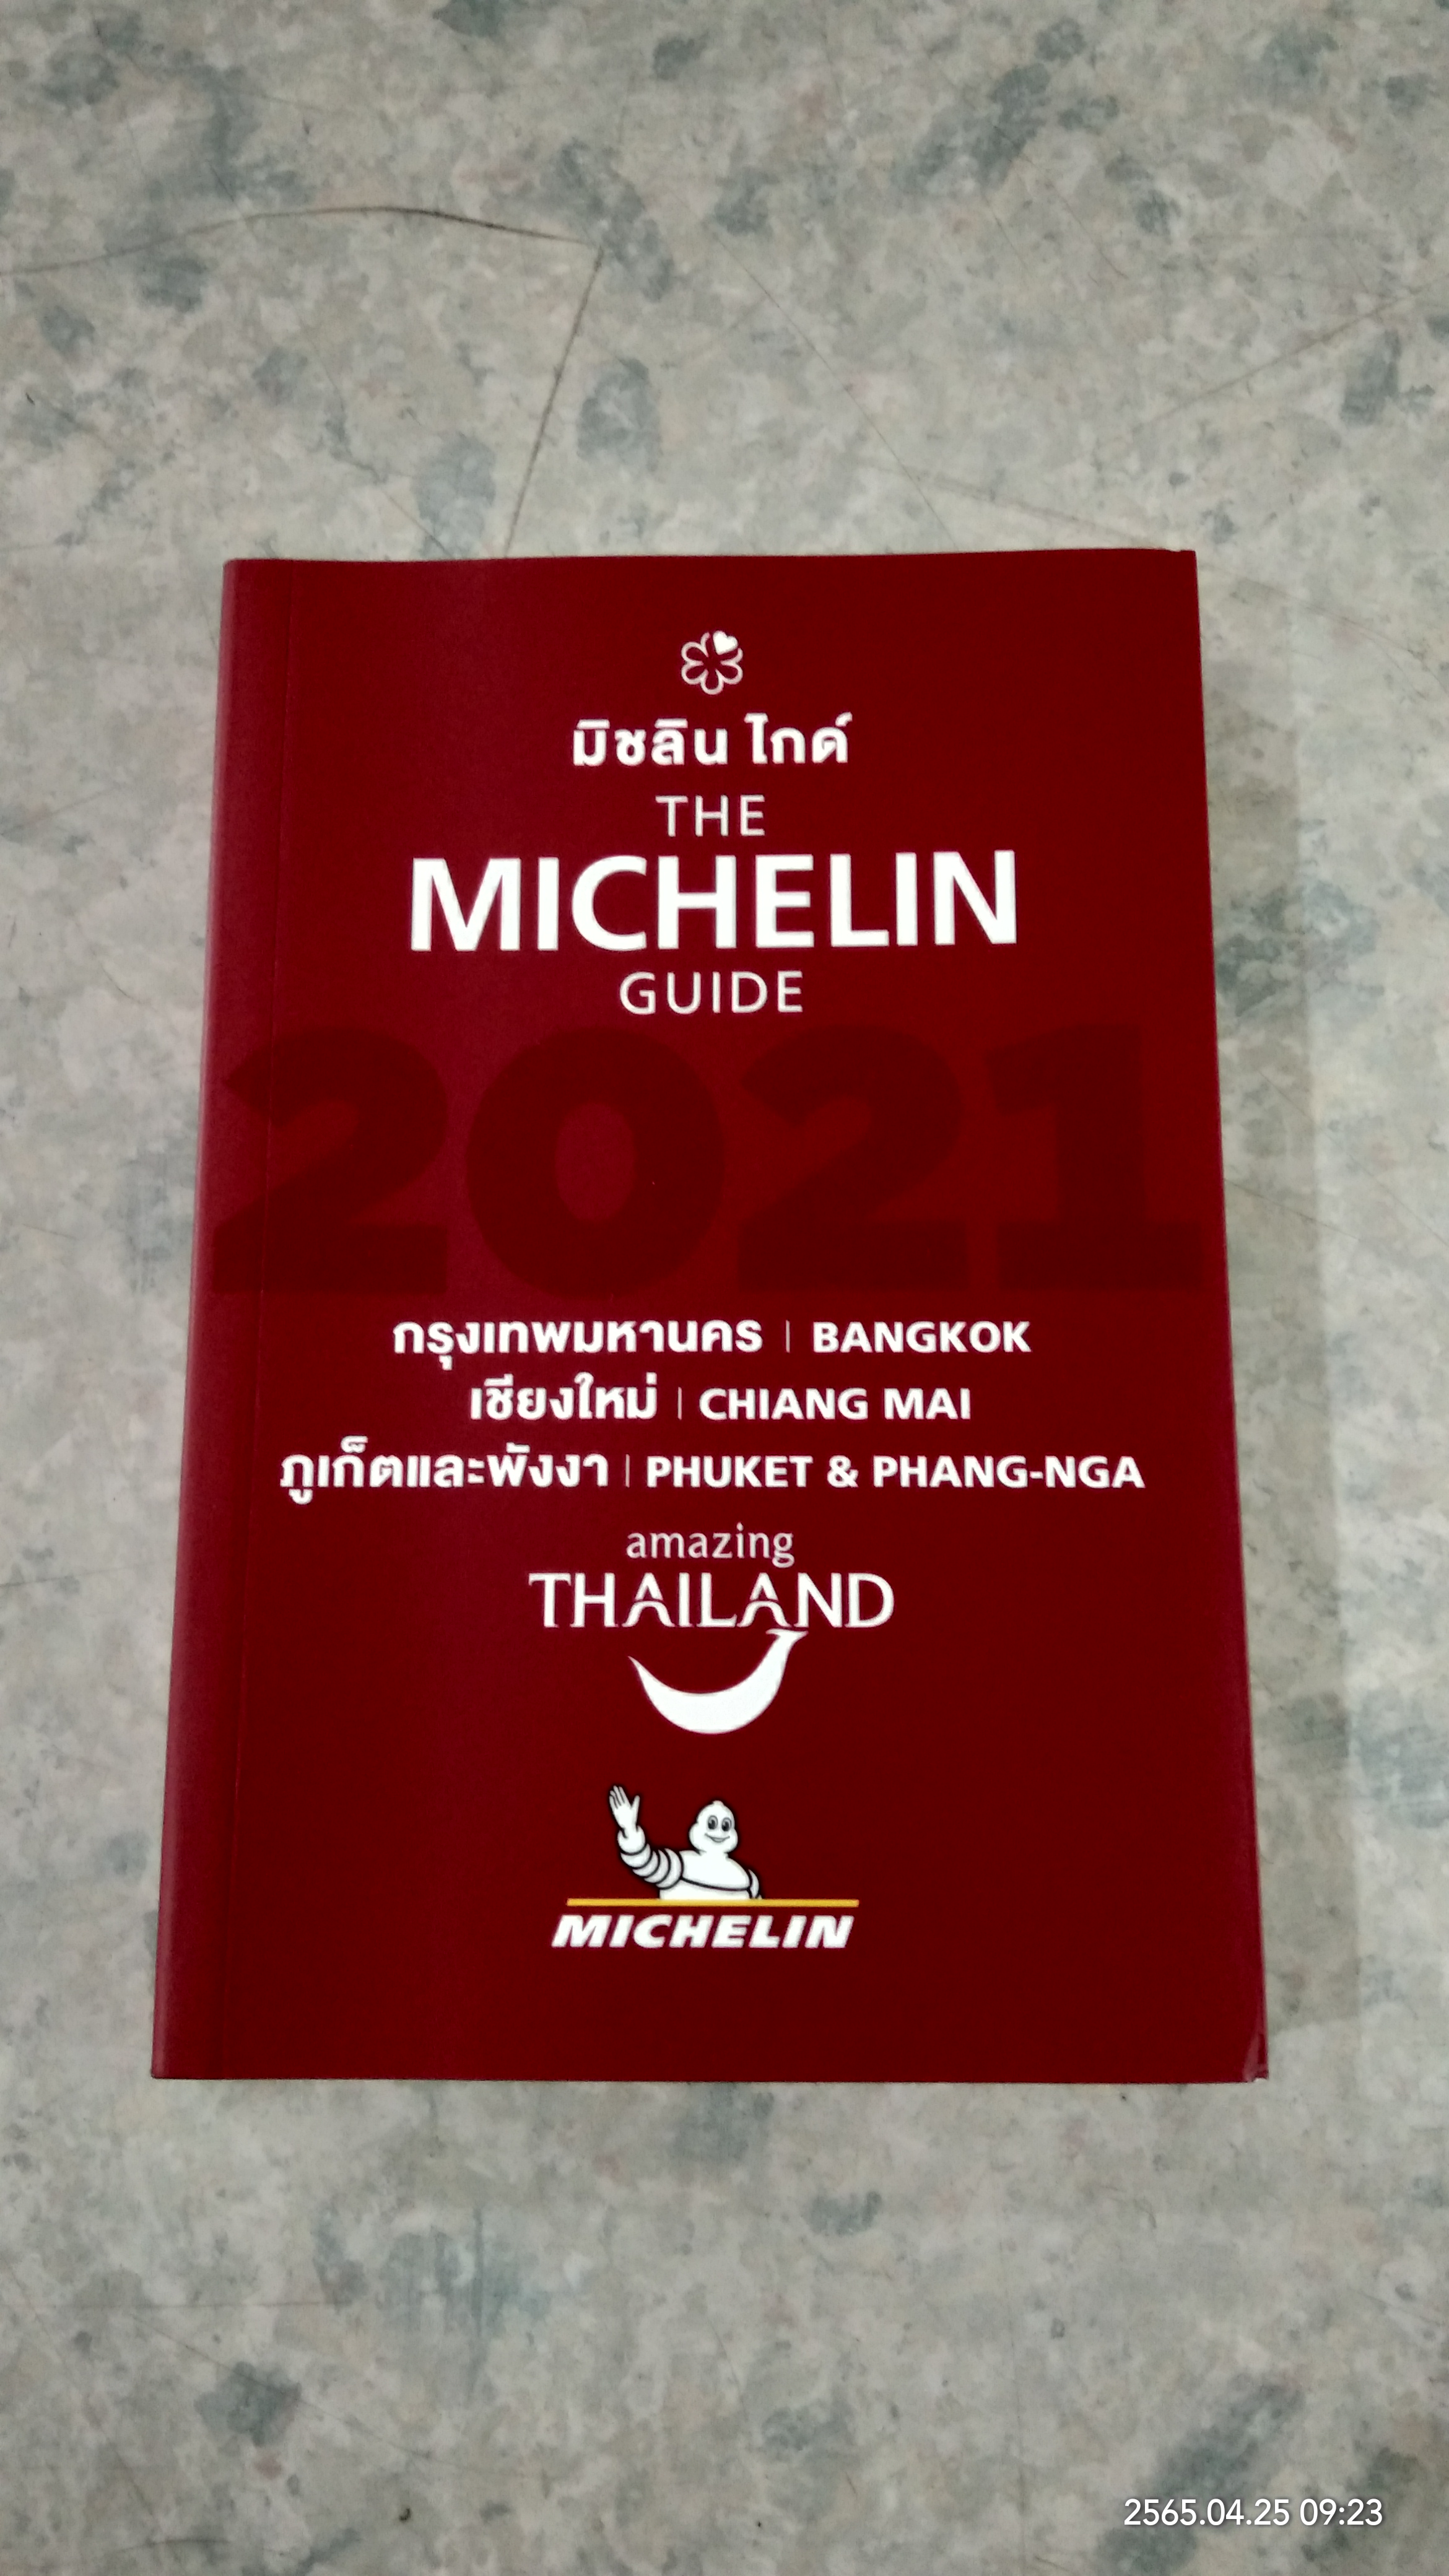 มิชลิน ไกด์
THE
MICHELIN
GUIDE
2021
กรุงเทพมหานคร | BANGKOK
เชียงใหม่ | CHIANG MAI
ภูเก็ตและพังงา | PHUKET & PHANG-NGA
amazing
THAILAND
MICHELIN
2565.04.25 09:23